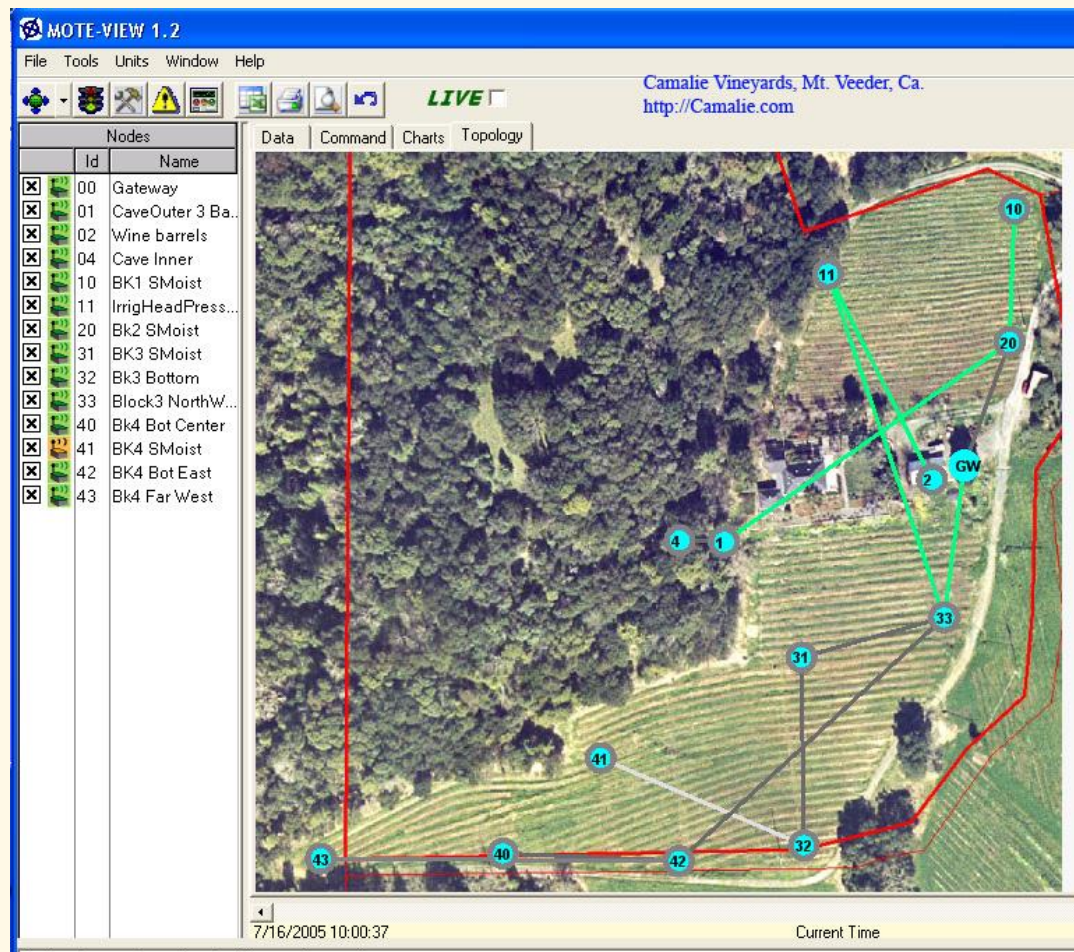 MOTE-VIEW 1.2
File Tools Units Window Help
LIVE
Camalie Vineyards, Mt. Veeder, Ca.
http://Camalie.com
Nodes
Data Command Charts Topology
Id Name
00 Gateway
01 CaveOuter 3 Ba..
02 Wine barrels
04 Cave Inner
10 BK1 SMoist
11 IrrigHeadPress...
20 Bk2 SMoist
31 BK3 SMoist
32 Bk3 Bottom
33 Block3 NorthW...
40 Bk4 Bot Center
41 BK4 SMoist
42 BK4 Bot East
43 Bk4 Far West
10
11
20
GW
2
4 1
33
31
41
32
40
43 42
7/16/2005 10:00:37 Current Time